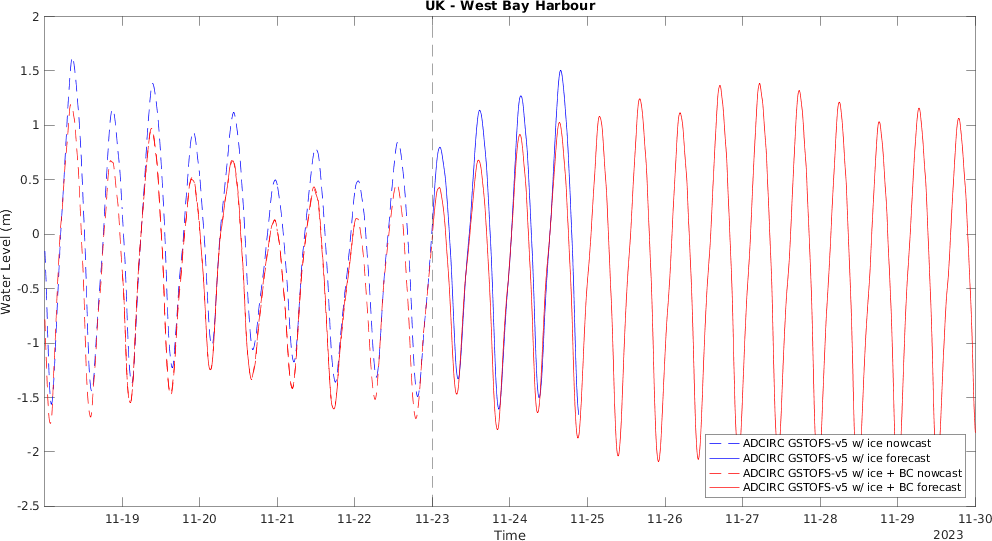 UK - West Bay Harbour
2
1.5
1
0.5
0
-0.5
-1
-1.5
-2
-2.5
Water Level (m)
ADCIRC GSTOFS-v5 w/ ice nowcast
ADCIRC GSTOFS-v5 w/ ice forecast
ADCIRC GSTOFS-v5 w/ ice + BC nowcast
ADCIRC GSTOFS-v5 w/ ice + BC forecast
11-19 11-20 11-21 11-22 11-23 11-24 11-25 11-26 11-27 11-28 11-29 11-30
Time
2023